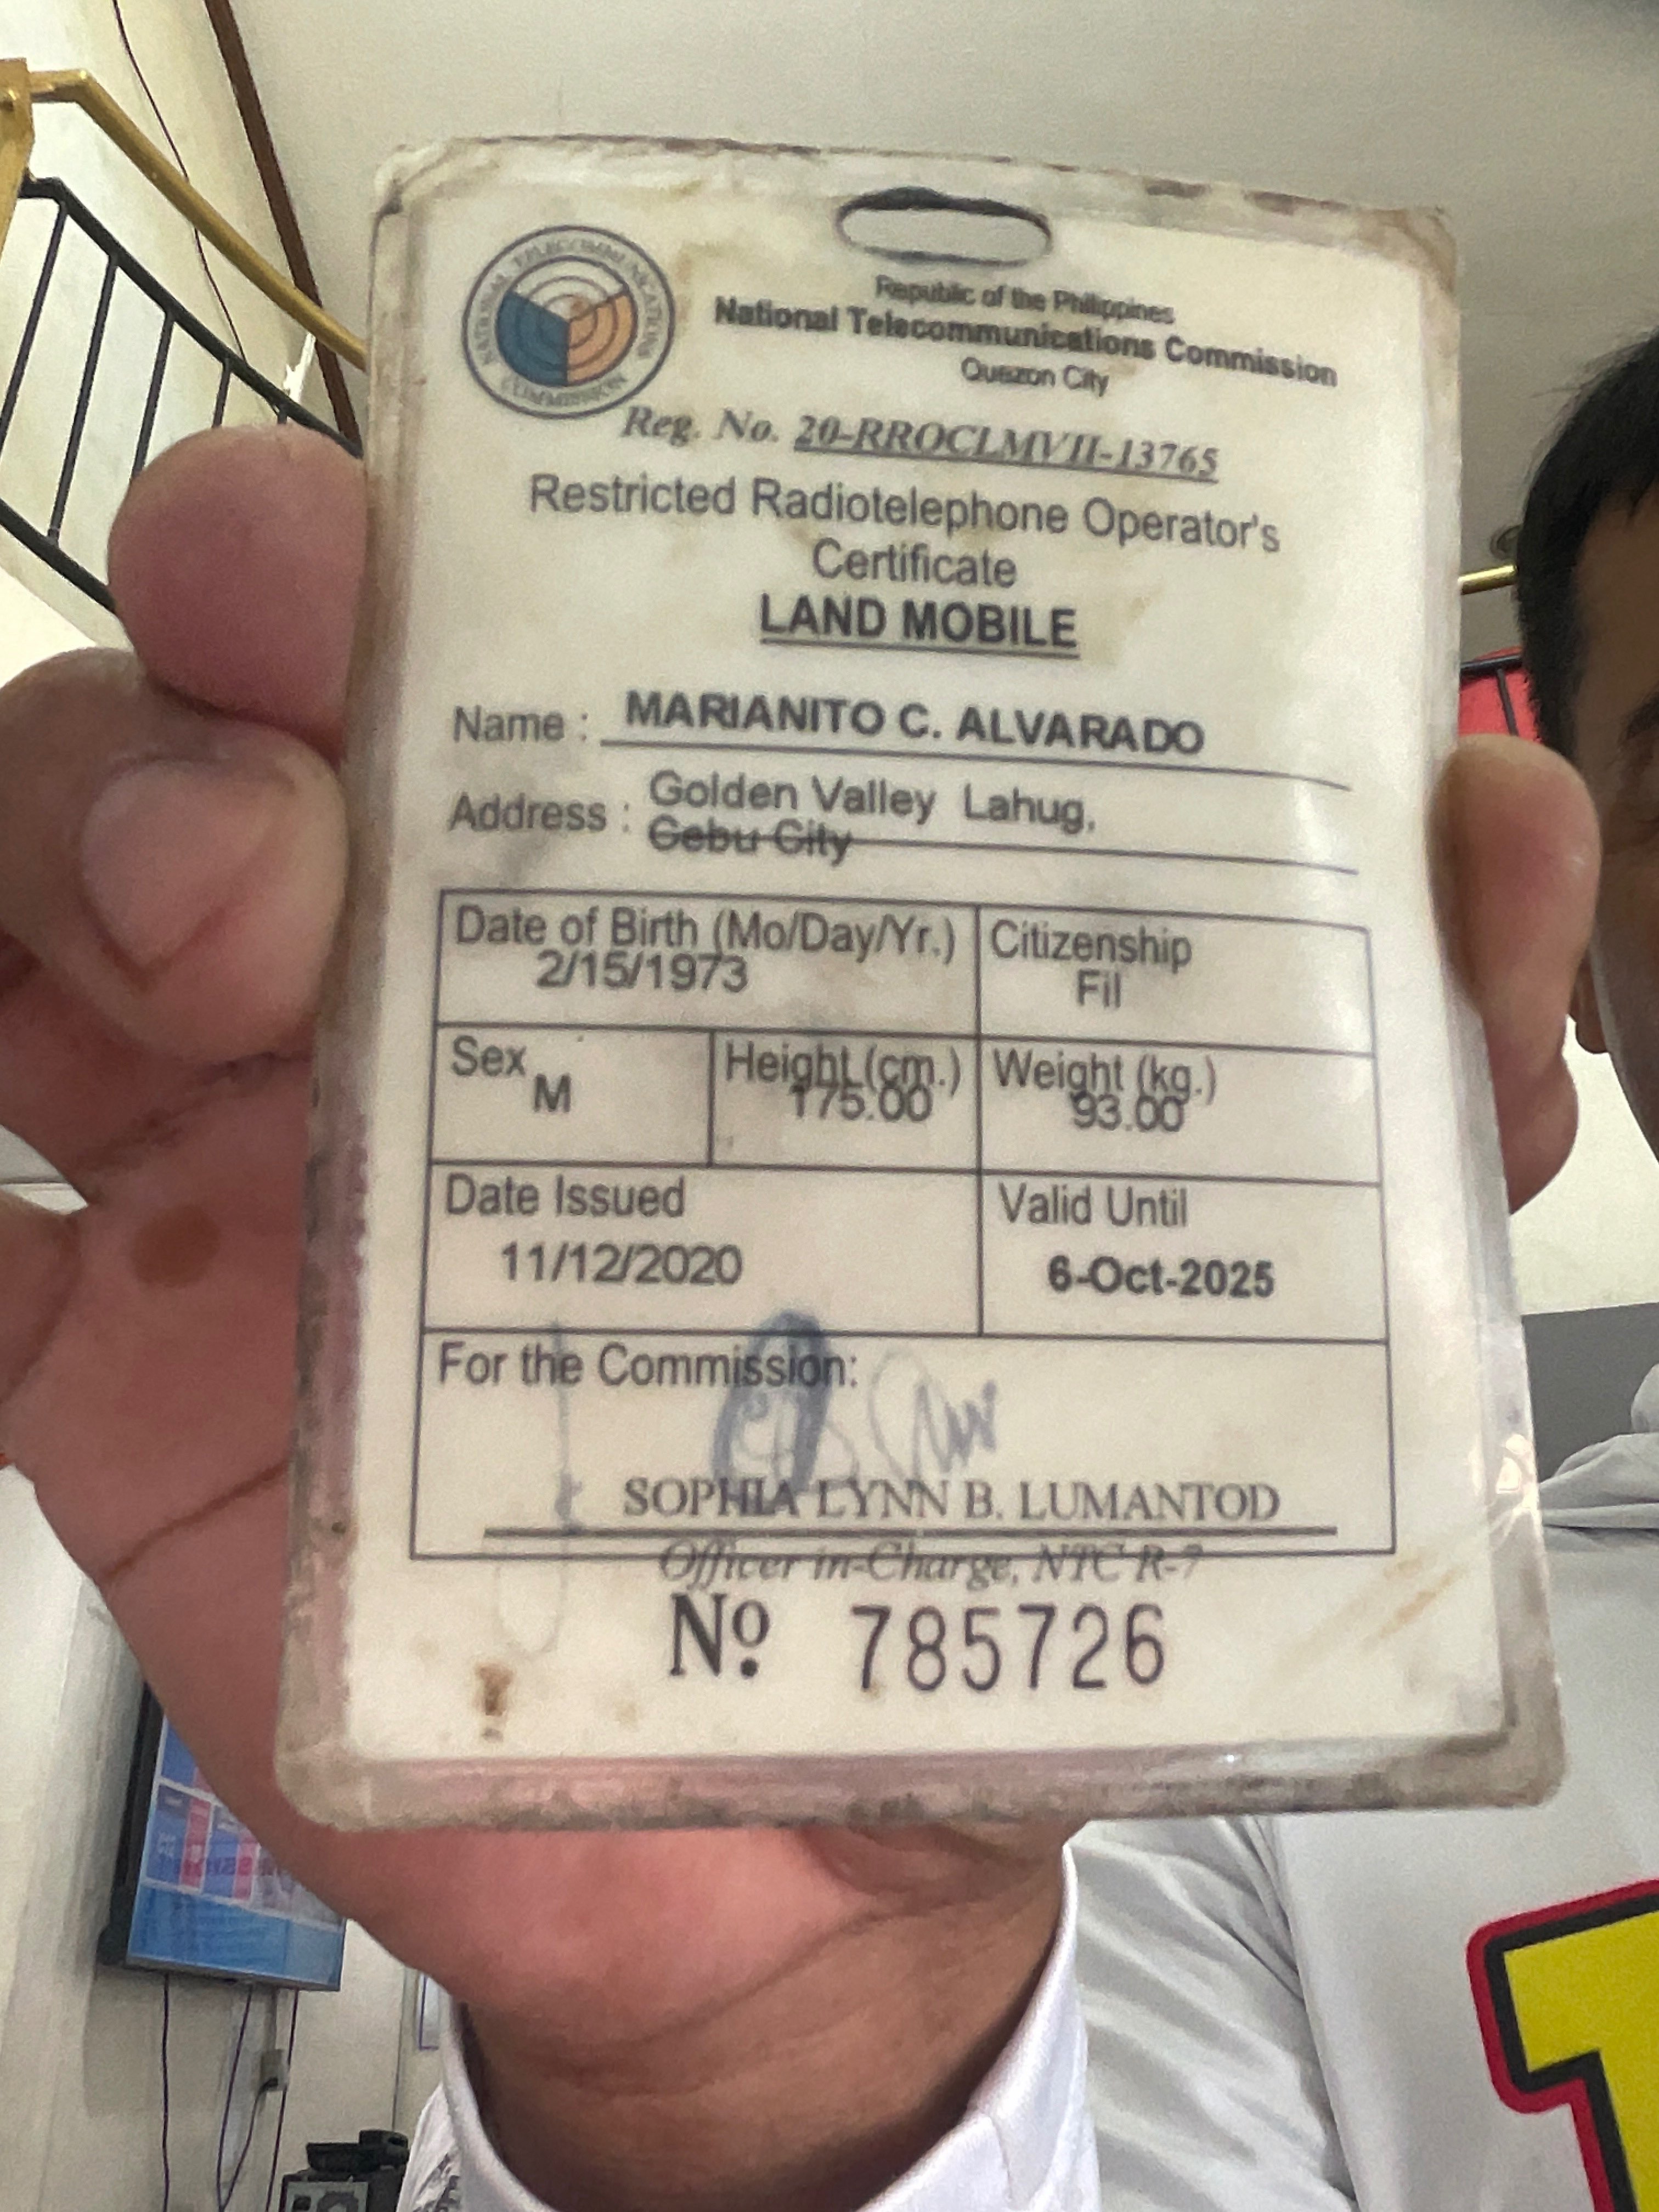 NATIONAL TELECOMMUNICATIONS COMMISSION
Republic of the Philippines
National Telecommunications Commission
Quezon City
Reg. No. 20-RROCLMVII-13765
Restricted Radiotelephone Operator's
Certificate
LAND MOBILE
Name : MARIANITO C. ALVARADO
Address : Golden Valley Lahug,
Cebu City
Date of Birth (Mo/Day/Yr.) Citizenship
2/15/1973 Fil
Sex Height (cm.) Weight (kg.)
M 175.00 93.00
Date Issued Valid Until
11/12/2020 6-Oct-2025
For the Commission:
SOPHIA LYNN B. LUMANTOD
Officer in-Charge, NTC R-7
Nº 785726